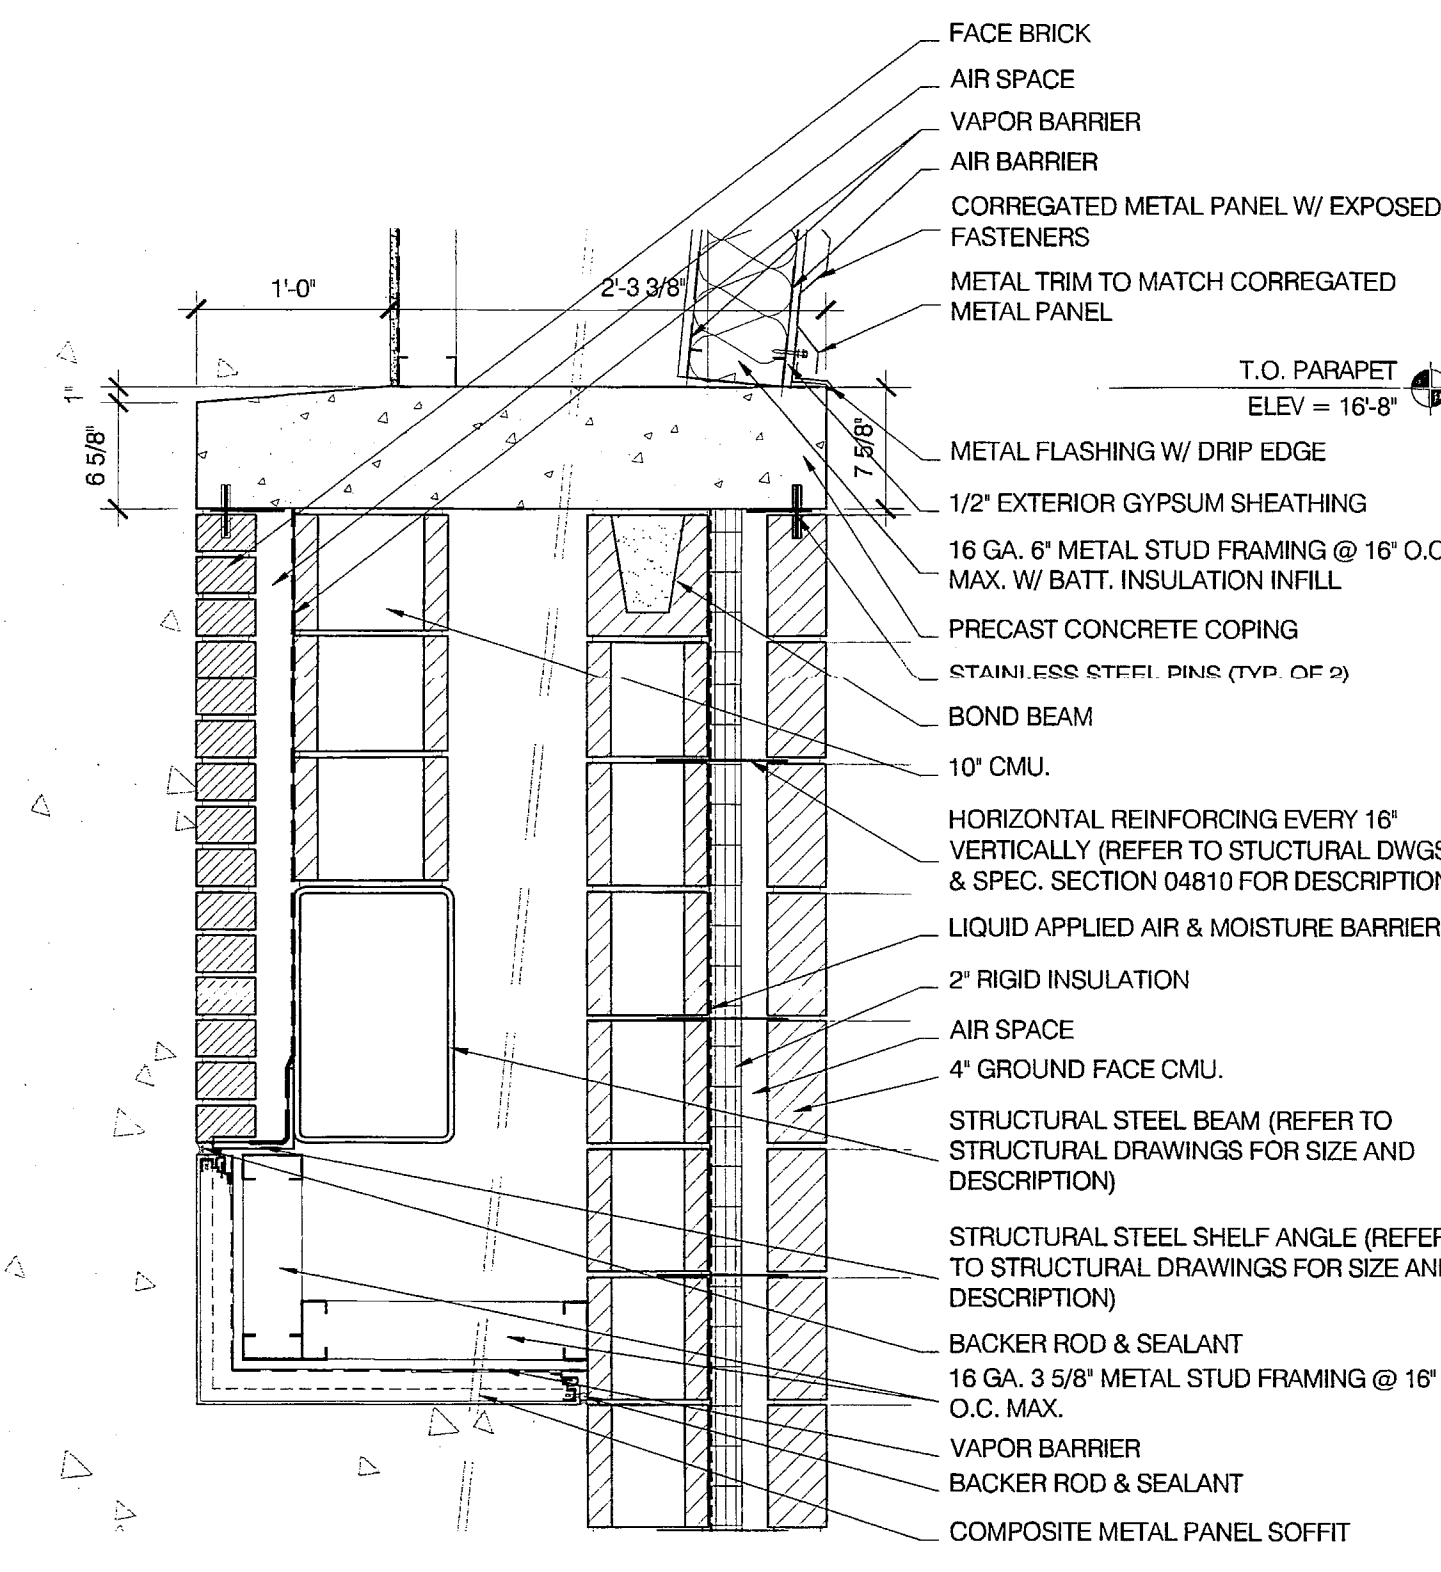 FACE BRICK
AIR SPACE
VAPOR BARRIER
AIR BARRIER
CORREGATED METAL PANEL W/ EXPOSED
FASTENERS
1'-0"
2'-3 3/8"
METAL TRIM TO MATCH CORREGATED
METAL PANEL
1"
T.O. PARAPET
ELEV = 16'-8"
6 5/8"
7 5/8"
METAL FLASHING W/ DRIP EDGE
1/2" EXTERIOR GYPSUM SHEATHING
16 GA. 6" METAL STUD FRAMING @ 16" O.C
MAX. W/ BATT. INSULATION INFILL
PRECAST CONCRETE COPING
STAINLESS STEEL PINS (TYP. OF 2)
BOND BEAM
10" CMU.
HORIZONTAL REINFORCING EVERY 16"
VERTICALLY (REFER TO STUCTURAL DWGS
& SPEC. SECTION 04810 FOR DESCRIPTION
LIQUID APPLIED AIR & MOISTURE BARRIER
2" RIGID INSULATION
AIR SPACE
4" GROUND FACE CMU.
STRUCTURAL STEEL BEAM (REFER TO
STRUCTURAL DRAWINGS FOR SIZE AND
DESCRIPTION)
STRUCTURAL STEEL SHELF ANGLE (REFER
TO STRUCTURAL DRAWINGS FOR SIZE AND
DESCRIPTION)
BACKER ROD & SEALANT
16 GA. 3 5/8" METAL STUD FRAMING @ 16"
O.C. MAX.
VAPOR BARRIER
BACKER ROD & SEALANT
COMPOSITE METAL PANEL SOFFIT